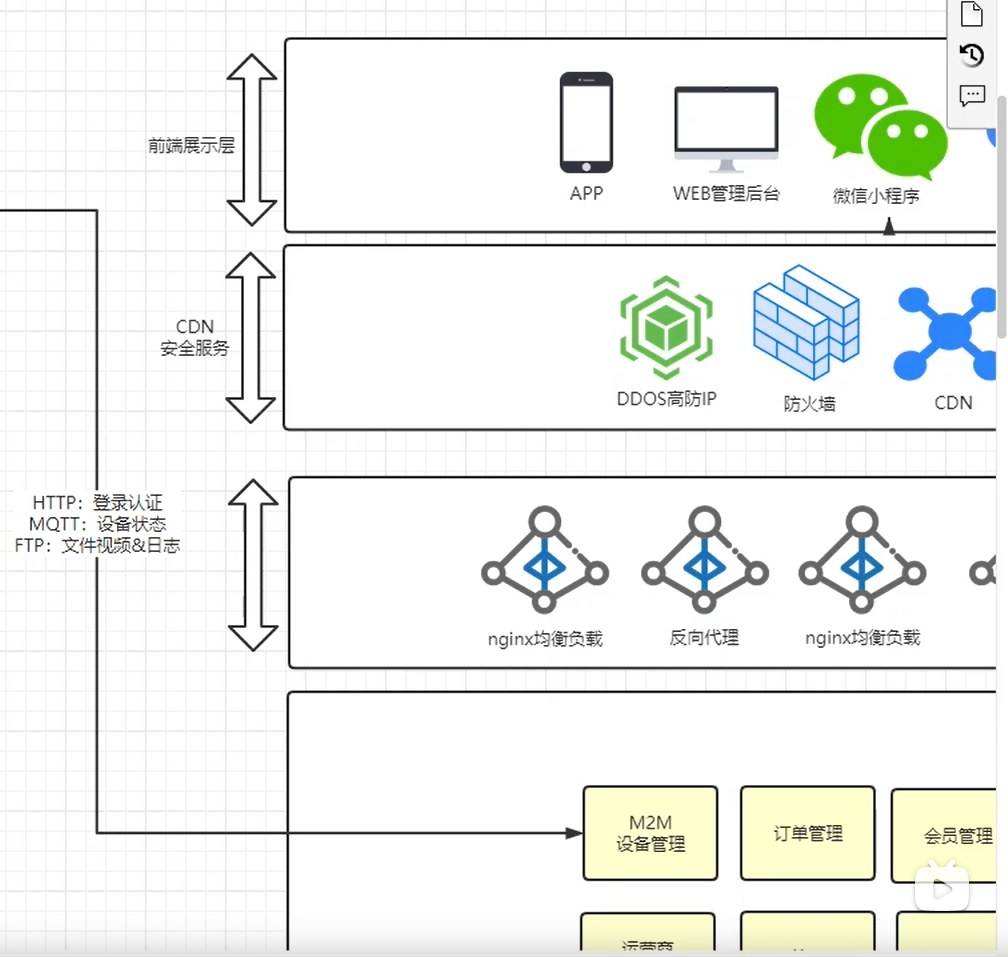 前端展示层
APP
WEB管理后台
微信小程序
CDN
安全服务
DDOS高防IP
防火墙
CDN
HTTP：登录认证
MQTT：设备状态
FTP：文件视频&日志
nginx均衡负载
反向代理
nginx均衡负载
M2M
设备管理
订单管理
会员管理
运营商